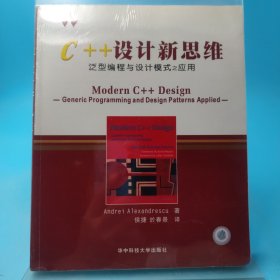 C++设计新思维
泛型编程与设计模式之应用
Modern C++ Design
Generic Programming and Design Patterns Applied
Modern C++ Design
Andrei Alexandrescu 著
侯捷 於春景 译
华中科技大学出版社